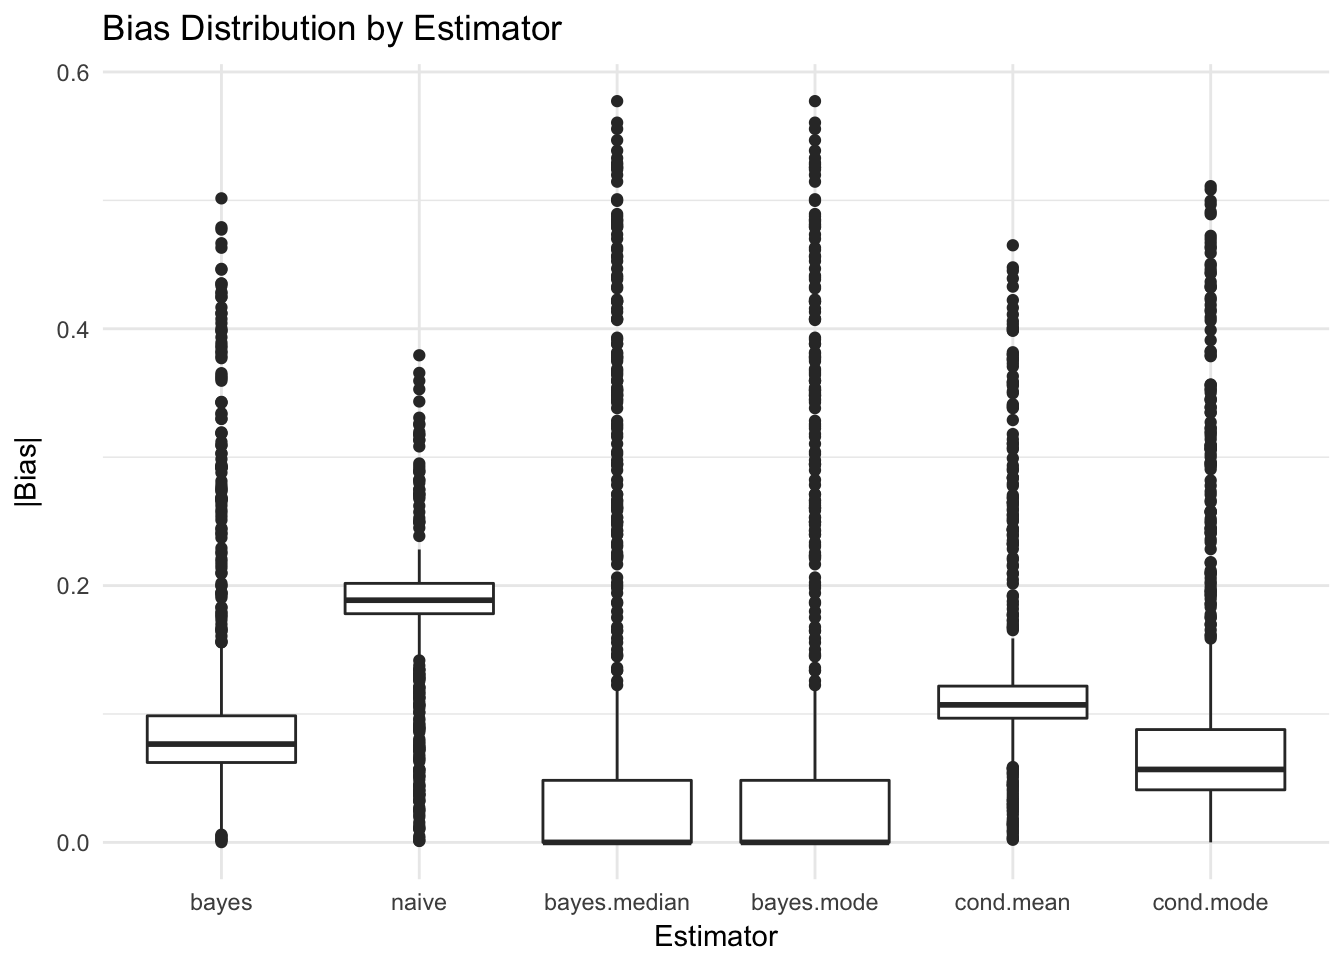 Bias Distribution by Estimator
0.6
0.4
0.2
0.0
|Bias|
bayes naive bayes.median bayes.mode cond.mean cond.mode
Estimator